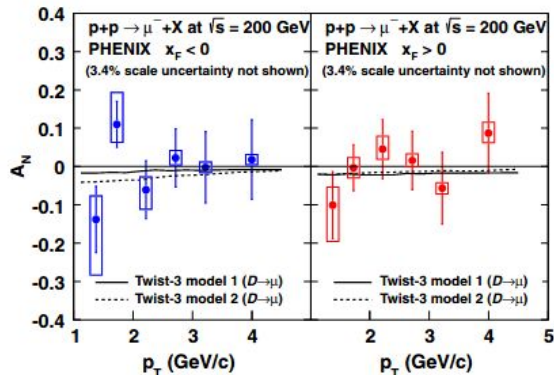 p+p → μ⁻+X at √s = 200 GeV
PHENIX x_F < 0
(3.4% scale uncertainty not shown)
p+p → μ⁻+X at √s = 200 GeV
PHENIX x_F > 0
(3.4% scale uncertainty not shown)
A_N
0.4
0.3
0.2
0.1
0
-0.1
-0.2
-0.3
-0.4
Twist-3 model 1 (D→μ)
Twist-3 model 2 (D→μ)
Twist-3 model 1 (D→μ)
Twist-3 model 2 (D→μ)
1 2 3 4 2 3 4 5
p_T (GeV/c) p_T (GeV/c)